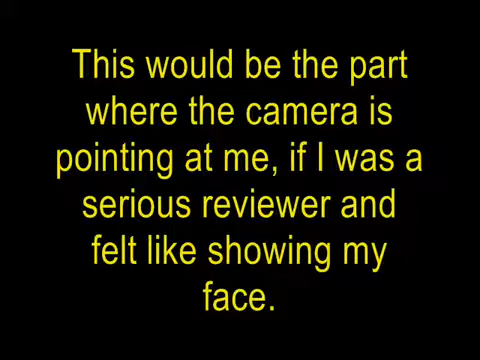 This would be the part
where the camera is
pointing at me, if I was a
serious reviewer and
felt like showing my
face.